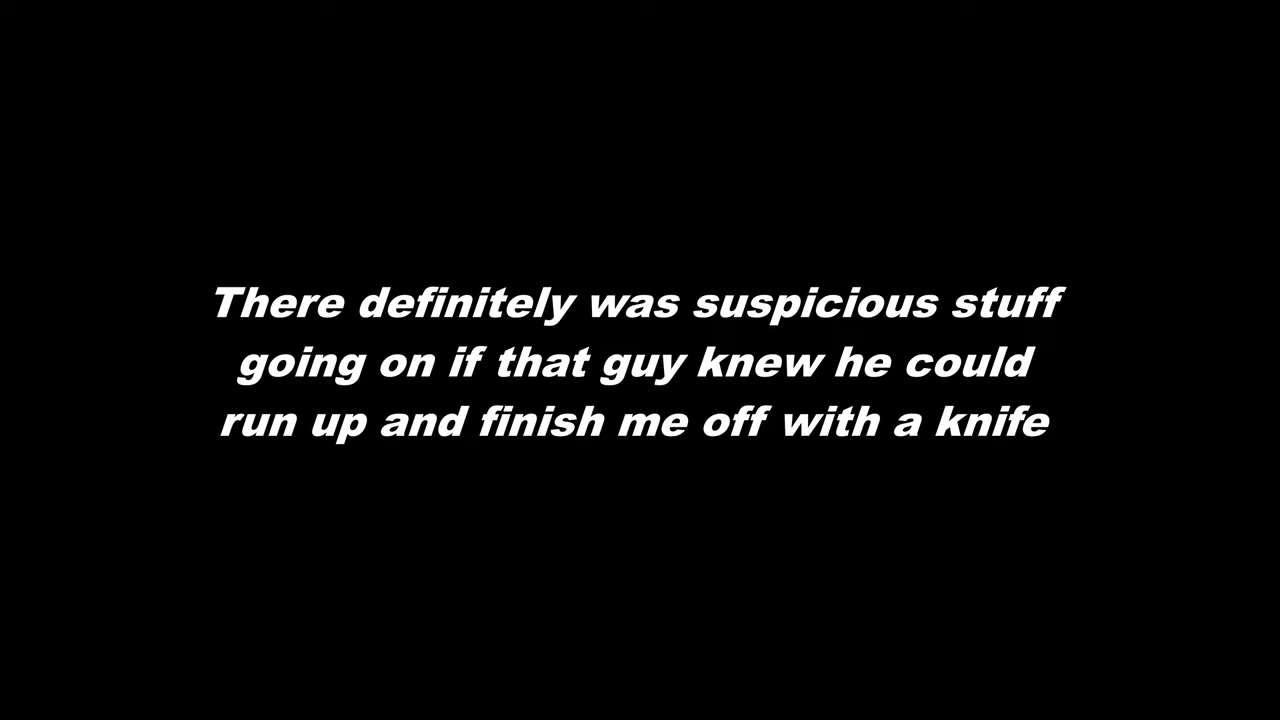 There definitely was suspicious stuff
going on if that guy knew he could
run up and finish me off with a knife